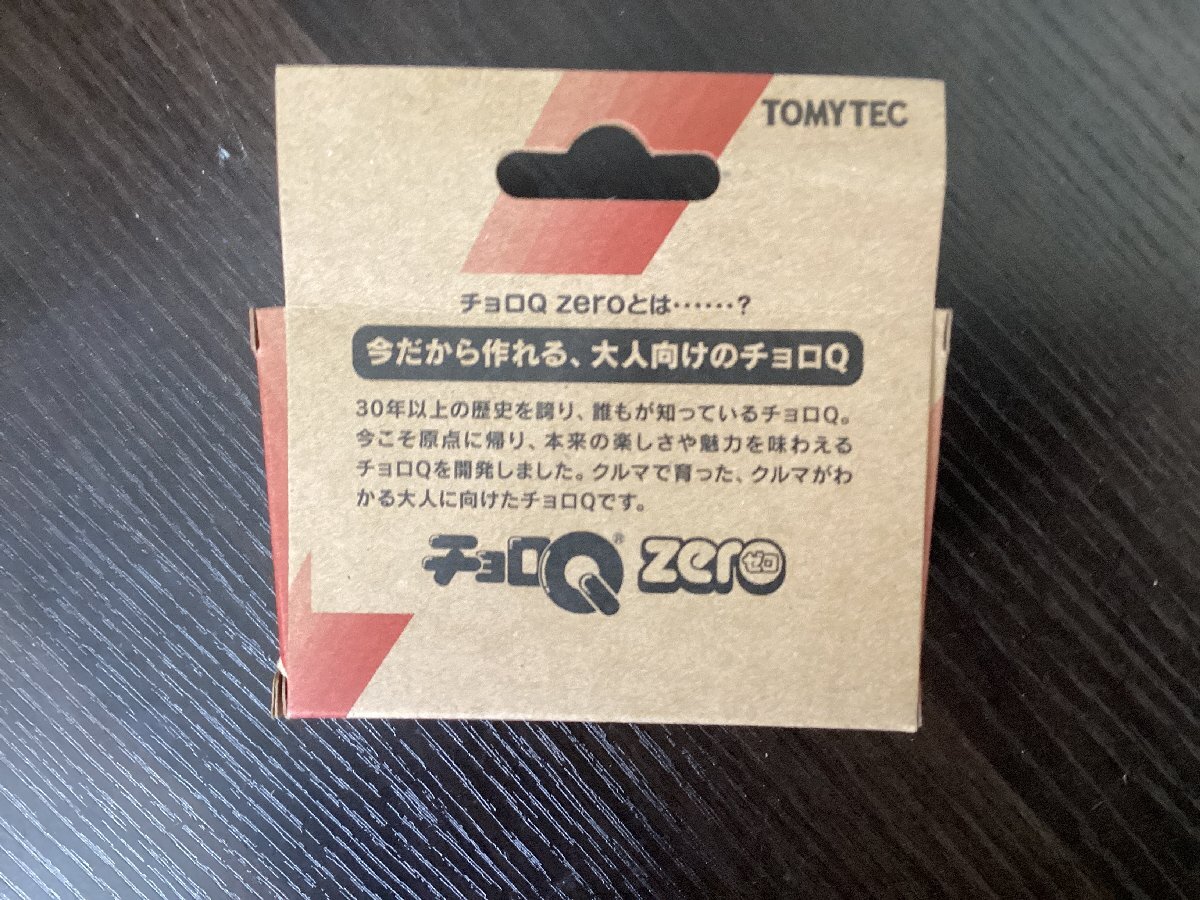 TOMYTEC
チョロQ zeroとは……？
今だから作れる、大人向けのチョロQ
30年以上の歴史を誇り、誰もが知っているチョロQ。
今こそ原点に帰り、本来の楽しさや魅力を味わえる
チョロQを開発しました。クルマで育った、クルマがわ
かる大人に向けたチョロQです。
チョロQ® zeroゼロ